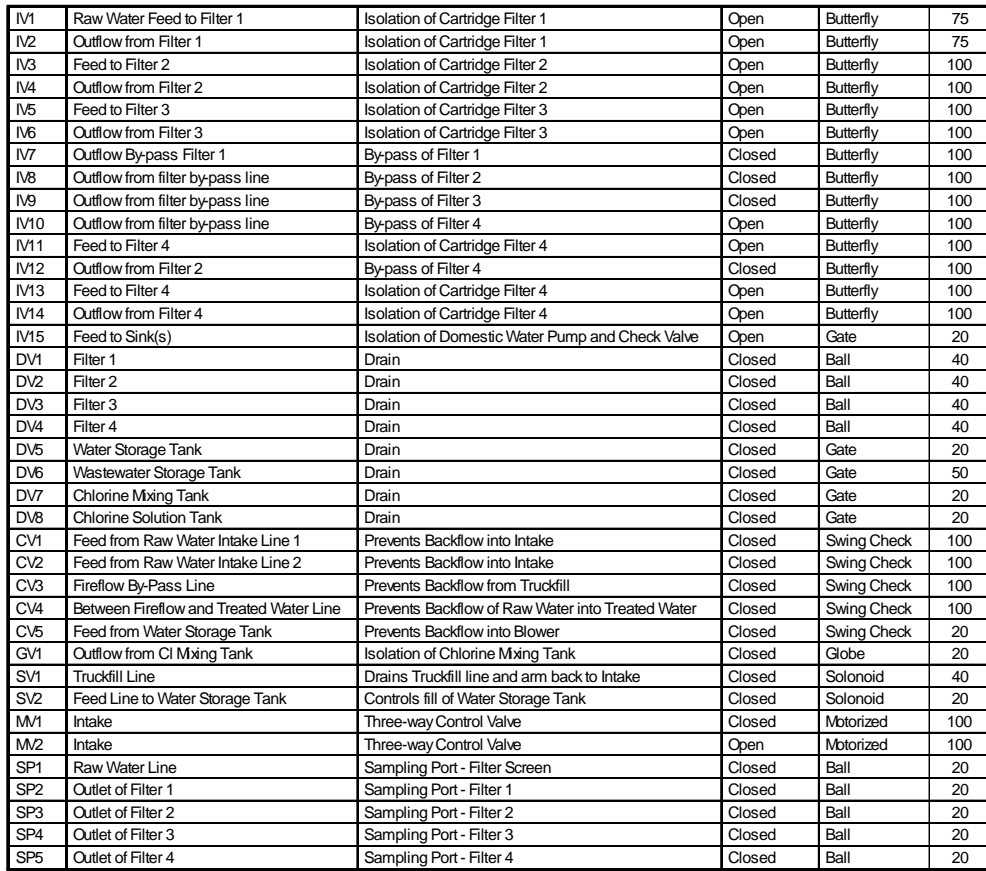 IV1 Raw Water Feed to Filter 1 Isolation of Cartridge Filter 1 Open Butterfly 75
IV2 Outflow from Filter 1 Isolation of Cartridge Filter 1 Open Butterfly 75
IV3 Feed to Filter 2 Isolation of Cartridge Filter 2 Open Butterfly 100
IV4 Outflow from Filter 2 Isolation of Cartridge Filter 2 Open Butterfly 100
IV5 Feed to Filter 3 Isolation of Cartridge Filter 3 Open Butterfly 100
IV6 Outflow from Filter 3 Isolation of Cartridge Filter 3 Open Butterfly 100
IV7 Outflow By-pass Filter 1 By-pass of Filter 1 Closed Butterfly 100
IV8 Outflow from filter by-pass line By-pass of Filter 2 Closed Butterfly 100
IV9 Outflow from filter by-pass line By-pass of Filter 3 Closed Butterfly 100
IV10 Outflow from filter by-pass line By-pass of Filter 4 Open Butterfly 100
IV11 Feed to Filter 4 Isolation of Cartridge Filter 4 Open Butterfly 100
IV12 Outflow from Filter 2 By-pass of Filter 4 Closed Butterfly 100
IV13 Feed to Filter 4 Isolation of Cartridge Filter 4 Open Butterfly 100
IV14 Outflow from Filter 4 Isolation of Cartridge Filter 4 Open Butterfly 100
IV15 Feed to Sink(s) Isolation of Domestic Water Pump and Check Valve Open Gate 20
DV1 Filter 1 Drain Closed Ball 40
DV2 Filter 2 Drain Closed Ball 40
DV3 Filter 3 Drain Closed Ball 40
DV4 Filter 4 Drain Closed Ball 40
DV5 Water Storage Tank Drain Closed Gate 20
DV6 Wastewater Storage Tank Drain Closed Gate 50
DV7 Chlorine Mixing Tank Drain Closed Gate 20
DV8 Chlorine Solution Tank Drain Closed Gate 20
CV1 Feed from Raw Water Intake Line 1 Prevents Backflow into Intake Closed Swing Check 100
CV2 Feed from Raw Water Intake Line 2 Prevents Backflow into Intake Closed Swing Check 100
CV3 Fireflow By-Pass Line Prevents Backflow from Truckfill Closed Swing Check 100
CV4 Between Fireflow and Treated Water Line Prevents Backflow of Raw Water into Treated Water Closed Swing Check 100
CV5 Feed from Water Storage Tank Prevents Backflow into Blower Closed Swing Check 20
GV1 Outflow from Cl Mixing Tank Isolation of Chlorine Mixing Tank Closed Globe 20
SV1 Truckfill Line Drains Truckfill line and arm back to Intake Closed Solonoid 40
SV2 Feed Line to Water Storage Tank Controls fill of Water Storage Tank Closed Solonoid 20
MV1 Intake Three-way Control Valve Closed Motorized 100
MV2 Intake Three-way Control Valve Open Motorized 100
SP1 Raw Water Line Sampling Port - Filter Screen Closed Ball 20
SP2 Outlet of Filter 1 Sampling Port - Filter 1 Closed Ball 20
SP3 Outlet of Filter 2 Sampling Port - Filter 2 Closed Ball 20
SP4 Outlet of Filter 3 Sampling Port - Filter 3 Closed Ball 20
SP5 Outlet of Filter 4 Sampling Port - Filter 4 Closed Ball 20